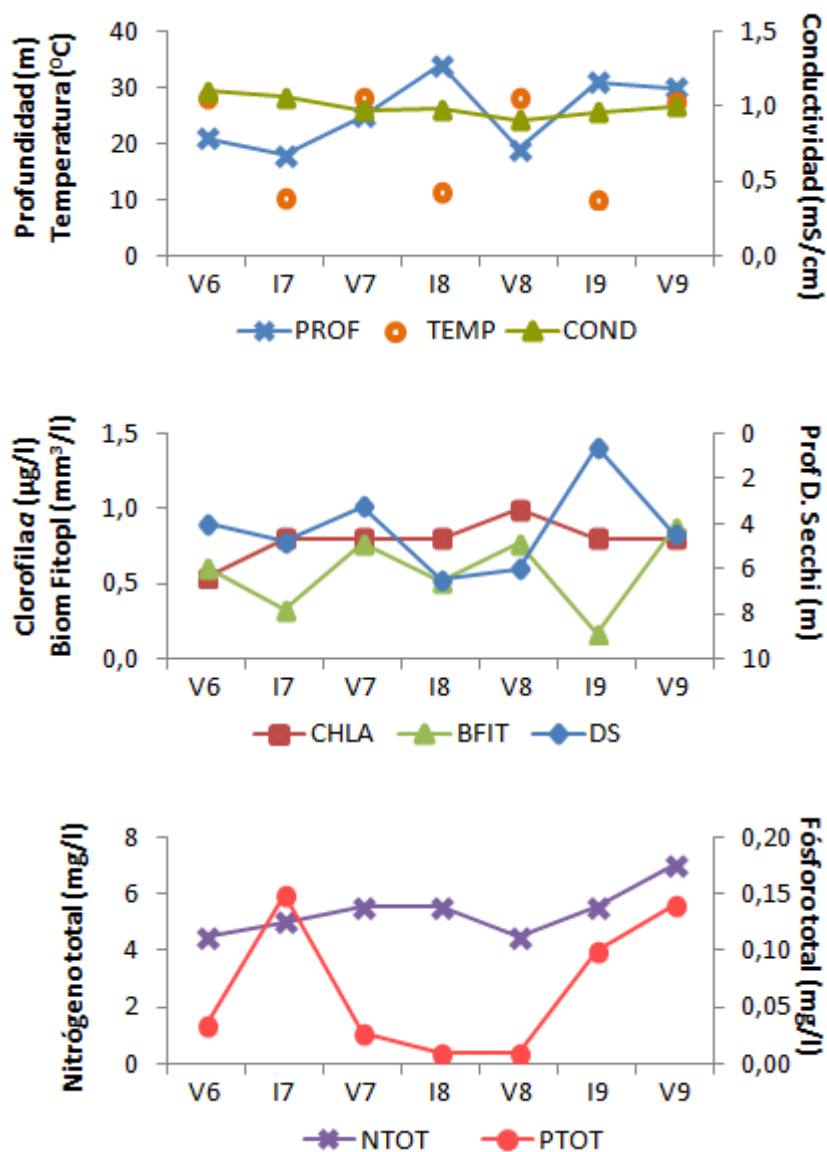 Profundidad (m)
Temperatura (ºC)
40
30
20
10
0
1,5
1,0
0,5
0,0
Conductividad (mS/cm)
V6 I7 V7 I8 V8 I9 V9
PROF TEMP COND
Clorofila a (µg/l)
Biom Fitopl (mm³/l)
1,5
1,0
0,5
0,0
0
2
4
6
8
10
Prof D. Secchi (m)
V6 I7 V7 I8 V8 I9 V9
CHLA BFIT DS
Nitrógeno total (mg/l)
8
6
4
2
0
0,20
0,15
0,10
0,05
0,00
Fósforo total (mg/l)
V6 I7 V7 I8 V8 I9 V9
NTOT PTOT